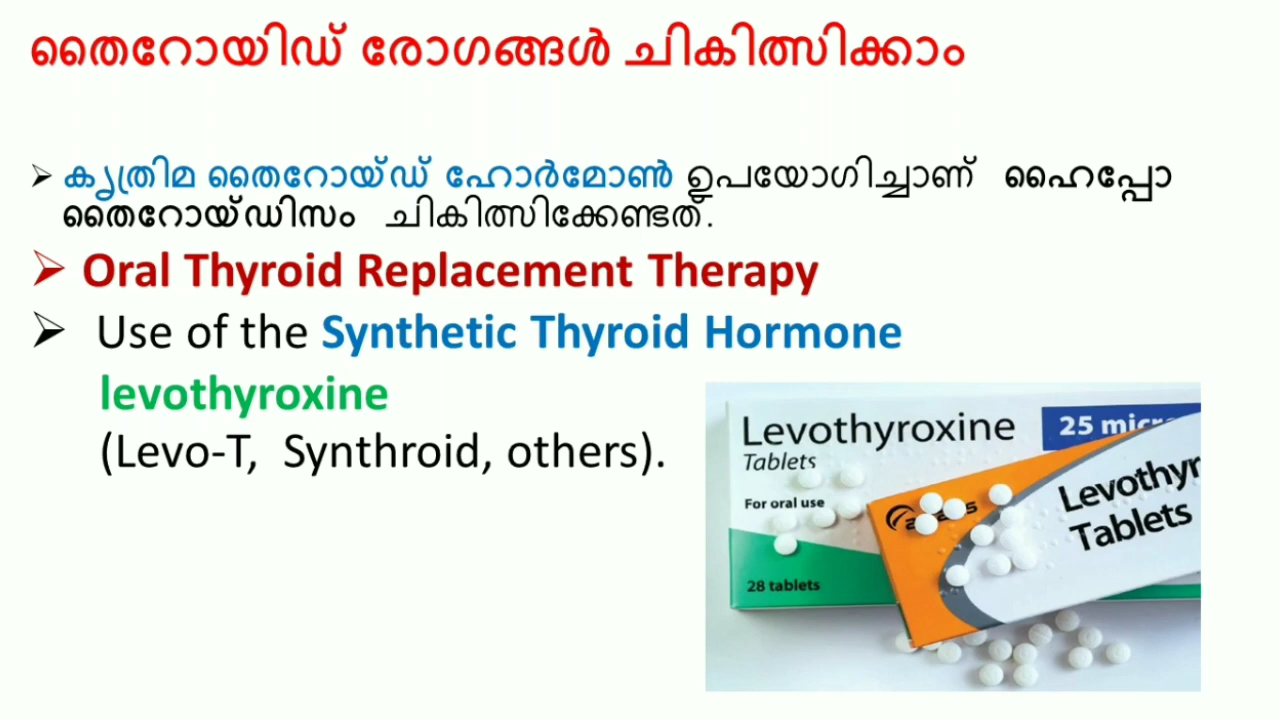 തൈറോയിഡ് രോഗങ്ങൾ ചികിത്സിക്കാം
➢ കൃത്രിമ തൈറോയ്ഡ് ഹോർമോൺ ഉപയോഗിച്ചാണ് ഹൈപ്പോ
തൈറോയ്ഡിസം ചികിത്സിക്കേണ്ടത്.
➢ Oral Thyroid Replacement Therapy
➢ Use of the Synthetic Thyroid Hormone
levothyroxine
(Levo-T, Synthroid, others).
Levothyroxine
25
Tablets
For oral use
28 tablets
Tablets